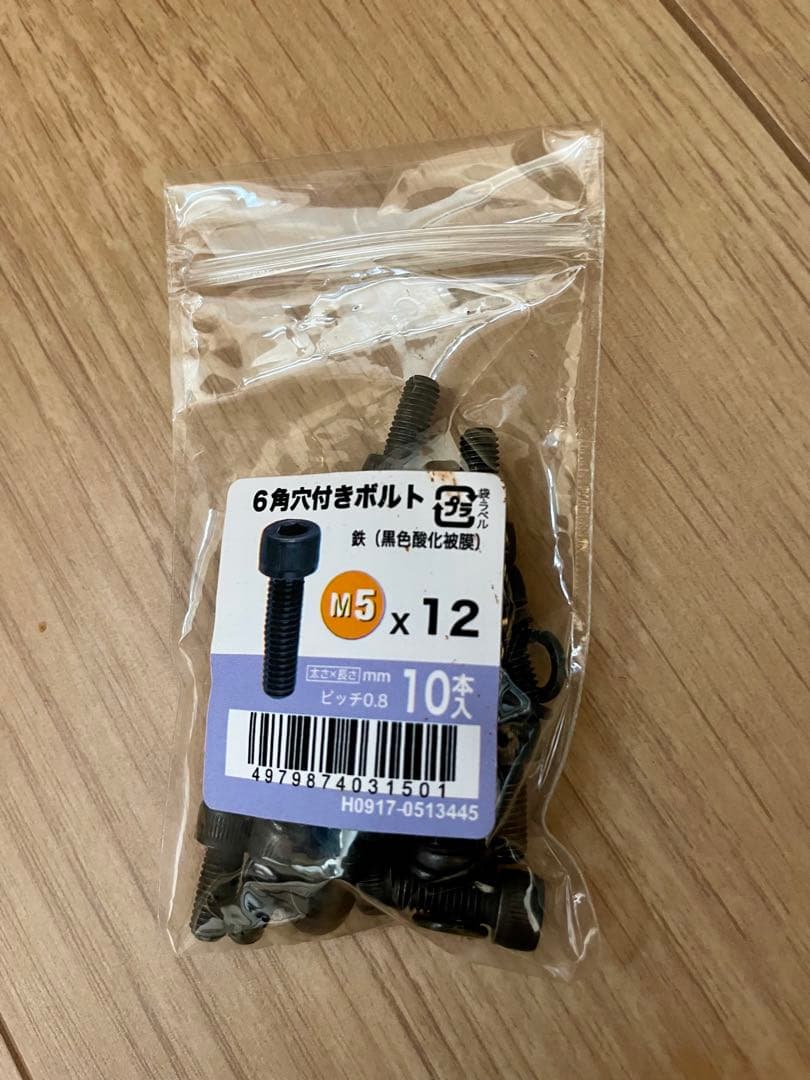 6角穴付きボルト
プラ
袋ラベル
鉄（黒色酸化被膜）
M5 x 12
太さ×長さ mm
ピッチ0.8
10本入
4979874031501
H0917-0513445